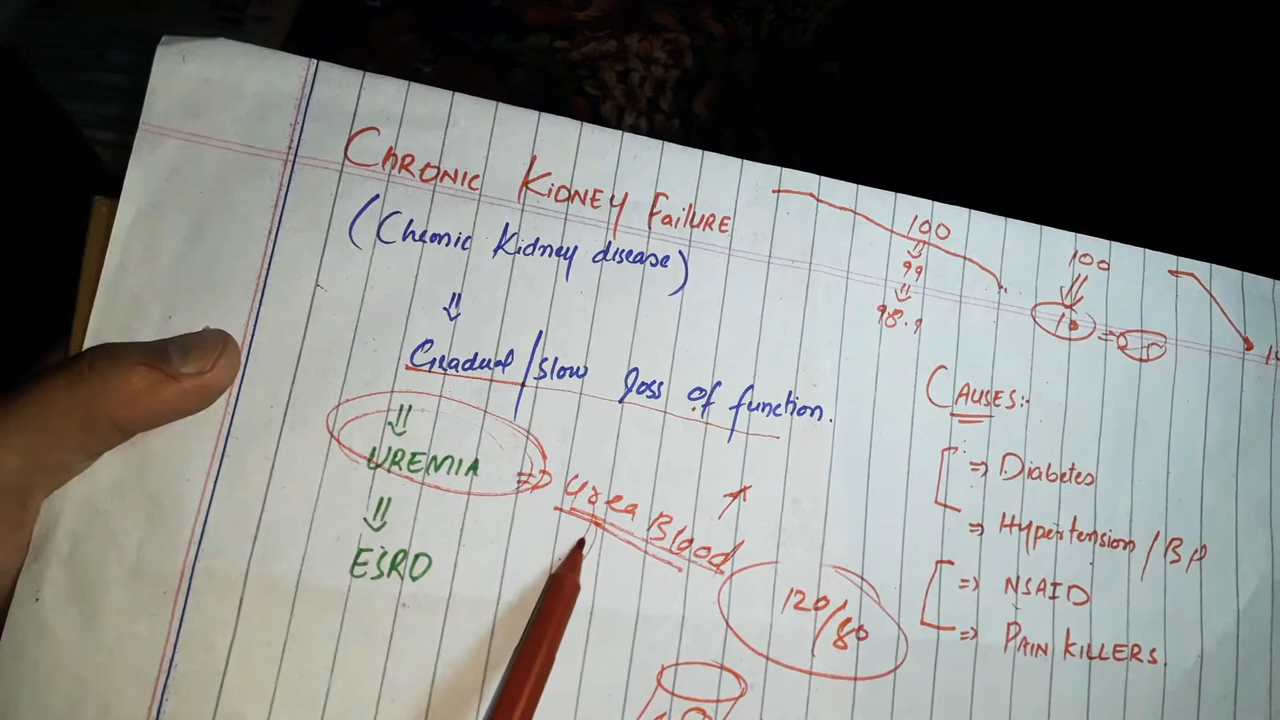 CHRONIC KIDNEY FAILURE
(Chronic Kidney disease)
⇓
Gradual / Slow loss of function.
⇓
UREMIA ⇒ Urea Blood ↑
⇓
ESRD
120/80
100
⇓
99
⇓
98.9
100
10 ⇒
CAUSES:-
⇒ Diabetes
⇒ Hypertension / BP
⇒ NSAID
⇒ PAIN KILLERS.